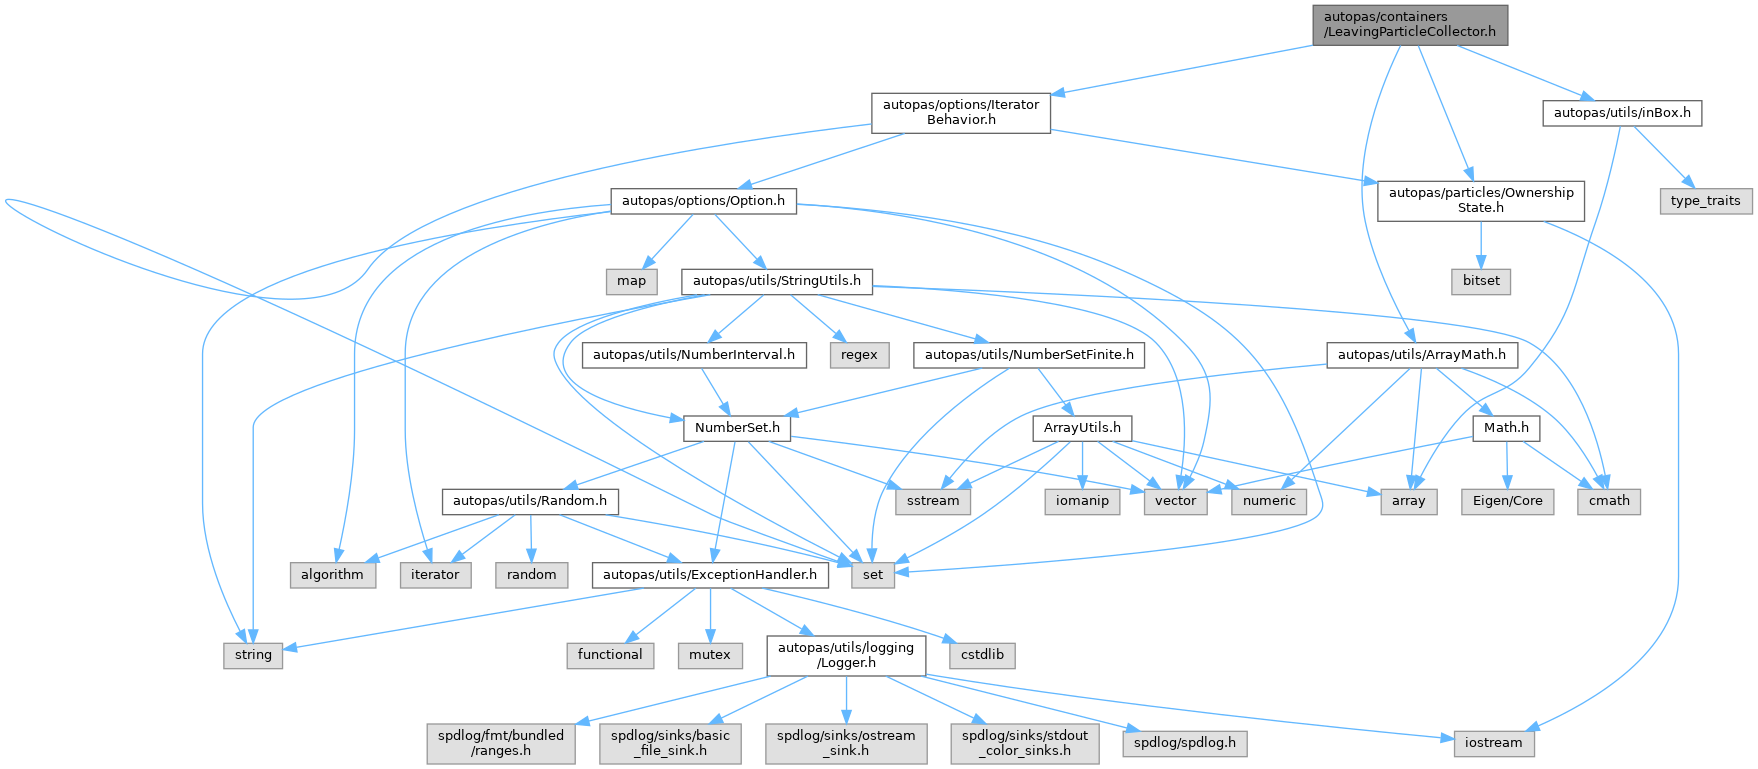 autopas/containers
/LeavingParticleCollector.h
autopas/options/Iterator
Behavior.h
autopas/utils/inBox.h
autopas/options/Option.h
autopas/particles/Ownership
State.h
type_traits
map
autopas/utils/StringUtils.h
bitset
autopas/utils/NumberInterval.h
regex
autopas/utils/NumberSetFinite.h
autopas/utils/ArrayMath.h
NumberSet.h
ArrayUtils.h
Math.h
autopas/utils/Random.h
sstream
iomanip
vector
numeric
array
Eigen/Core
cmath
algorithm
iterator
random
autopas/utils/ExceptionHandler.h
set
string
functional
mutex
autopas/utils/logging
/Logger.h
cstdlib
spdlog/fmt/bundled
/ranges.h
spdlog/sinks/basic
_file_sink.h
spdlog/sinks/ostream
_sink.h
spdlog/sinks/stdout
_color_sinks.h
spdlog/spdlog.h
iostream